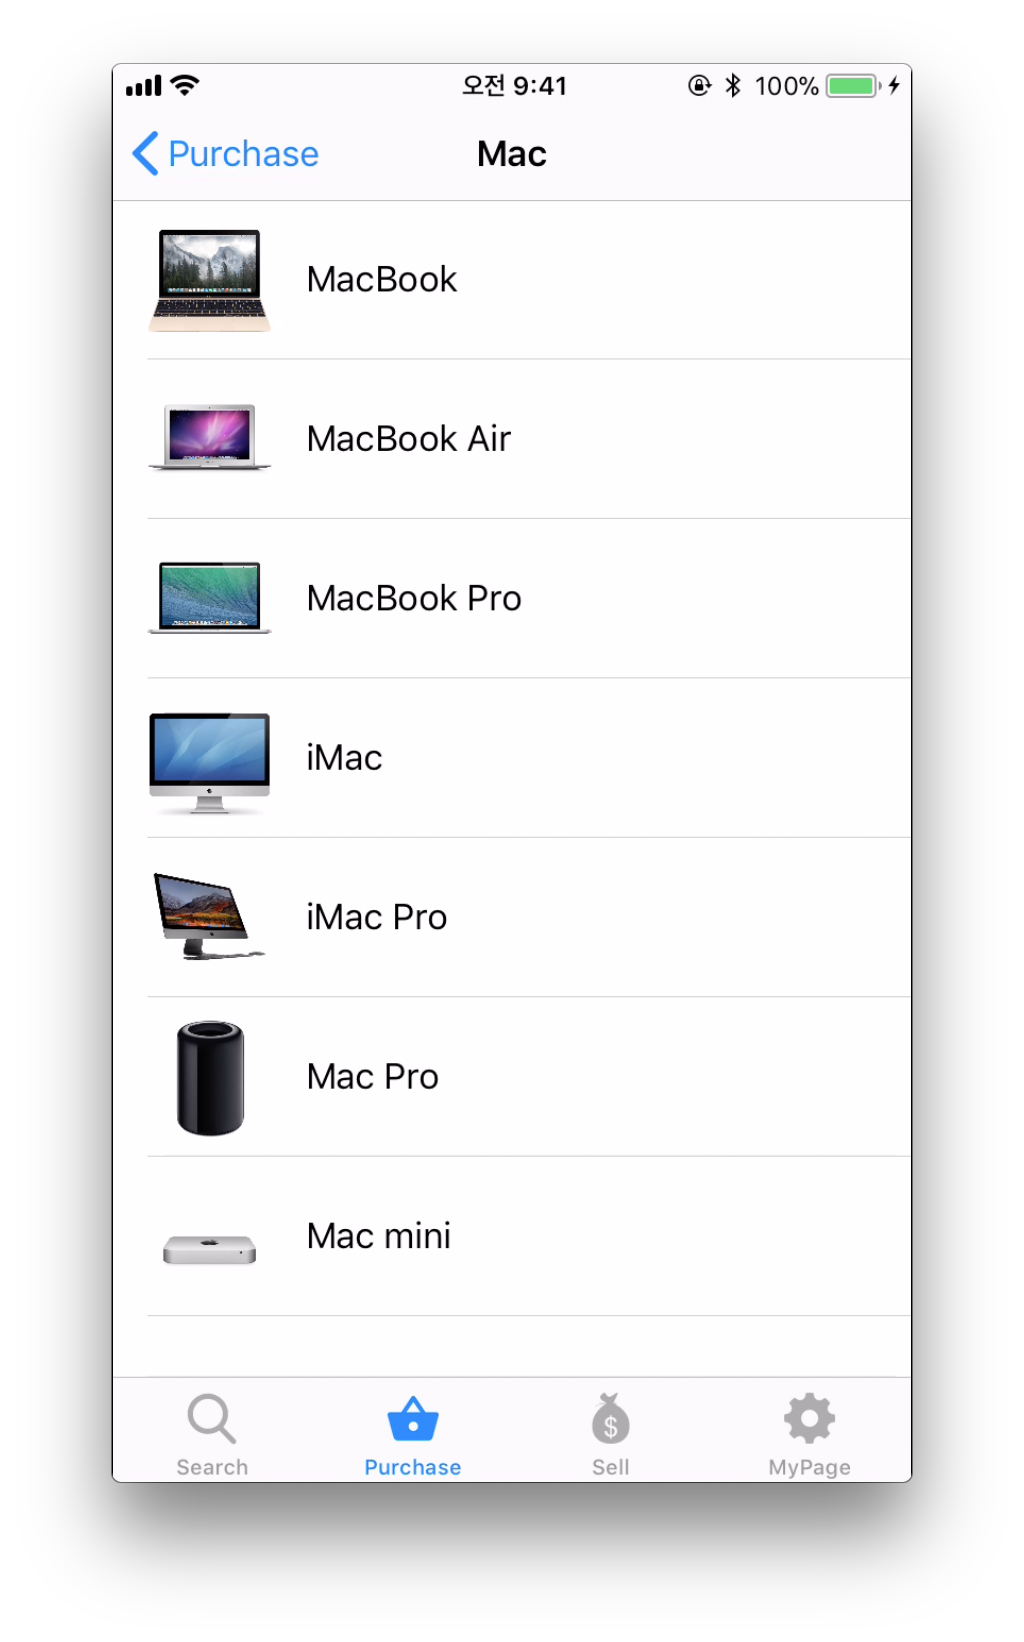 오전 9:41
100%
Purchase
Mac
MacBook
MacBook Air
MacBook Pro
iMac
iMac Pro
Mac Pro
Mac mini
Search
Purchase
Sell
MyPage